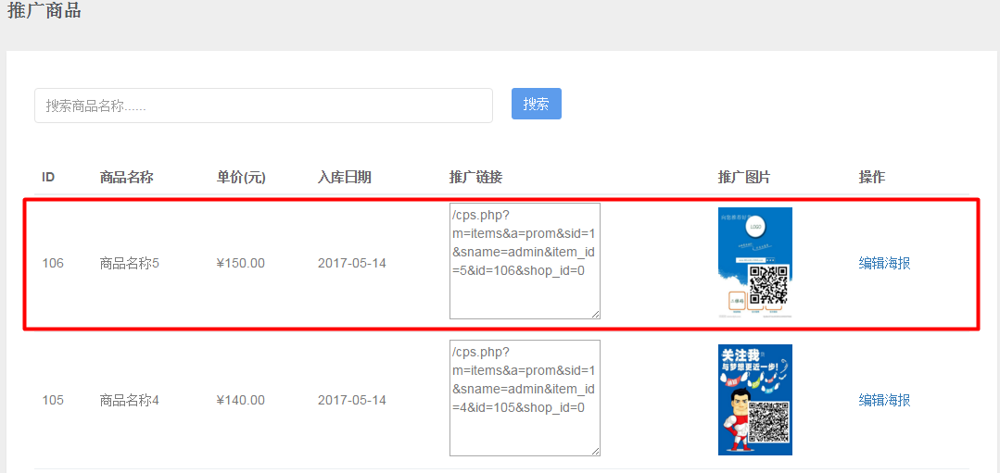 推广商品
搜索商品名称......
搜索
ID 商品名称 单价(元) 入库日期 推广链接 推广图片 操作
/cps.php?
m=items&a=prom&sid=1
&sname=admin&item_id
=5&id=106&shop_id=0
106 商品名称5 ¥150.00 2017-05-14
LOGO
编辑海报
/cps.php?
m=items&a=prom&sid=1
&sname=admin&item_id
=4&id=105&shop_id=0
105 商品名称4 ¥140.00 2017-05-14
关注我
与梦想更近一步!
编辑海报